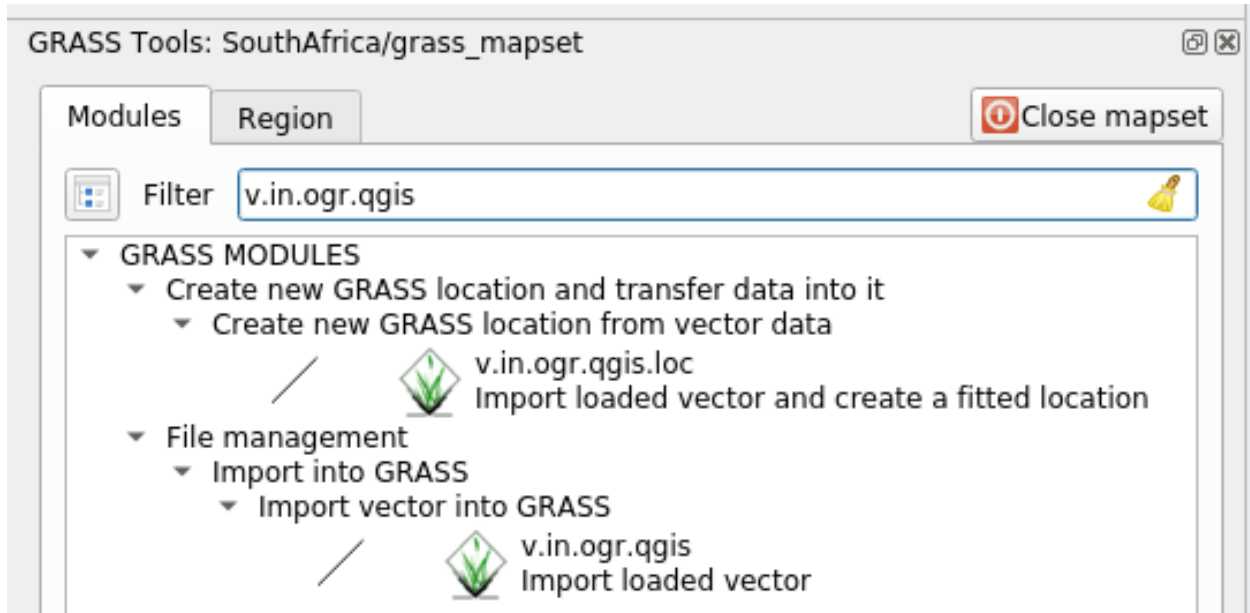 GRASS Tools: SouthAfrica/grass_mapset
Modules
Region
Close mapset
Filter
v.in.ogr.qgis
GRASS MODULES
Create new GRASS location and transfer data into it
Create new GRASS location from vector data
v.in.ogr.qgis.loc
Import loaded vector and create a fitted location
File management
Import into GRASS
Import vector into GRASS
v.in.ogr.qgis
Import loaded vector